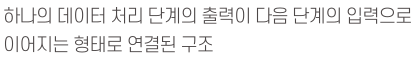 하나의 데이터 처리 단계의 출력이 다음 단계의 입력으로
이어지는 형태로 연결된 구조